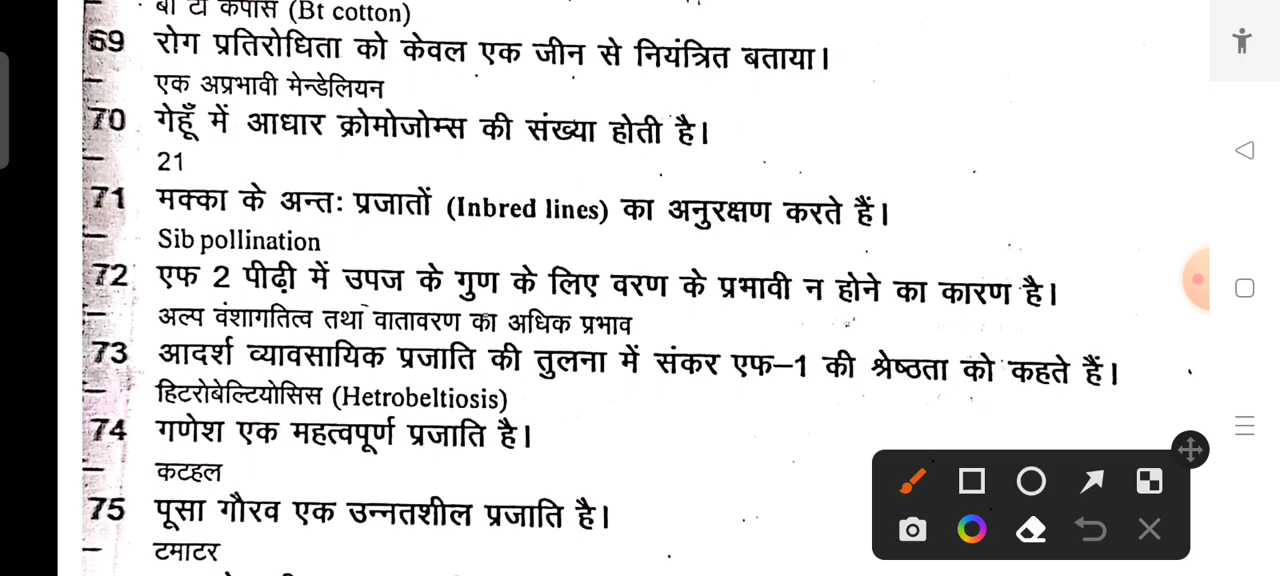 बी टी कपास (Bt cotton)
69 रोग प्रतिरोधिता को केवल एक जीन से नियंत्रित बताया।
– एक अप्रभावी मेन्डेलियन
70 गेहूँ में आधार क्रोमोजोम्स की संख्या होती है।
– 21
71 मक्का के अन्तः प्रजातों (Inbred lines) का अनुरक्षण करते हैं।
– Sib pollination
72 एफ 2 पीढ़ी में उपज के गुण के लिए वरण के प्रभावी न होने का कारण है।
– अल्प वंशागतित्व तथा वातावरण का अधिक प्रभाव
73 आदर्श व्यावसायिक प्रजाति की तुलना में संकर एफ–1 की श्रेष्ठता को कहते हैं।
– हिटरोबेल्टियोसिस (Hetrobeltiosis)
74 गणेश एक महत्वपूर्ण प्रजाति है।
– कटहल
75 पूसा गौरव एक उन्नतशील प्रजाति है।
– टमाटर